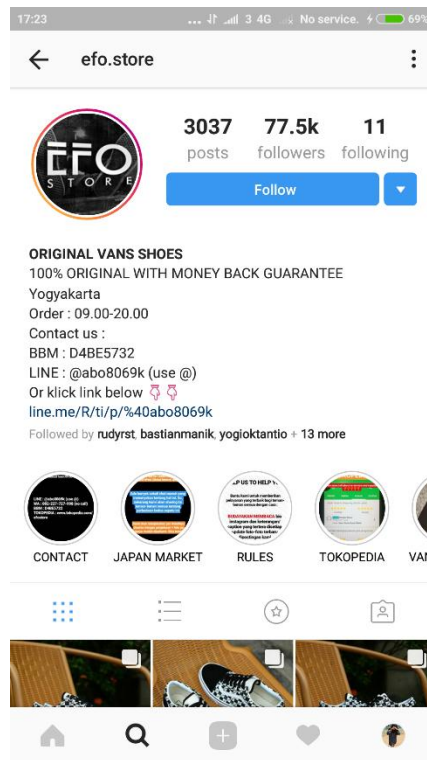 17:23
... 3 4G No service. 69%
efo.store
EFO
STORE
3037 77.5k 11
posts followers following
Follow
ORIGINAL VANS SHOES
100% ORIGINAL WITH MONEY BACK GUARANTEE
Yogyakarta
Order : 09.00-20.00
Contact us :
BBM : D4BE5732
LINE : @abo8069k (use @)
Or klick link below 👇👇
line.me/R/ti/p/%40abo8069k
Followed by rudyrst, bastianmanik, yogioktantio + 13 more
CONTACT JAPAN MARKET RULES TOKOPEDIA VAN